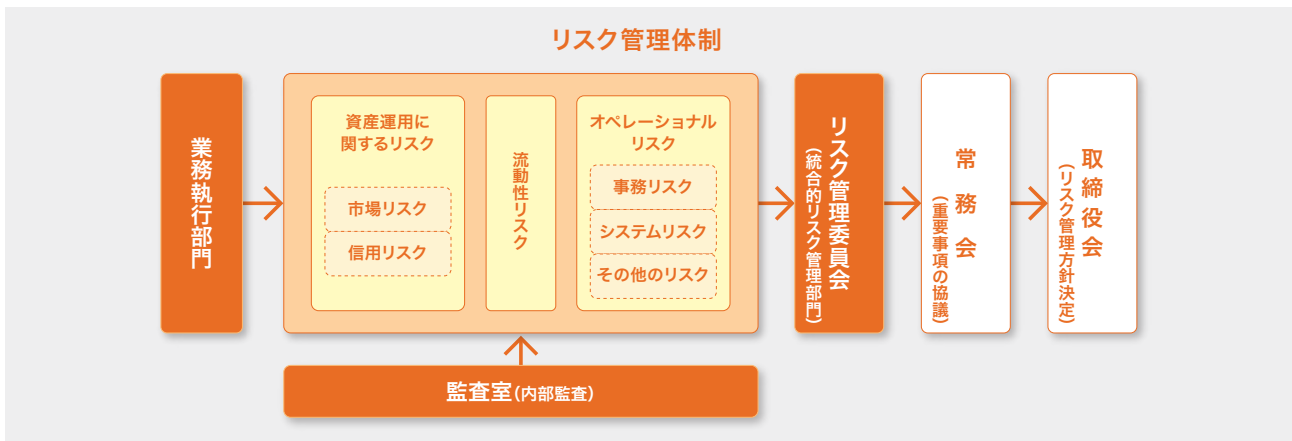 リスク管理体制
業務執行部門
資産運用に
関するリスク
市場リスク
信用リスク
流動性リスク
オペレーショナル
リスク
事務リスク
システムリスク
その他のリスク
リスク管理委員会
(統合的リスク管理部門)
常務会
(重要事項の協議)
取締役会
(リスク管理方針決定)
監査室(内部監査)